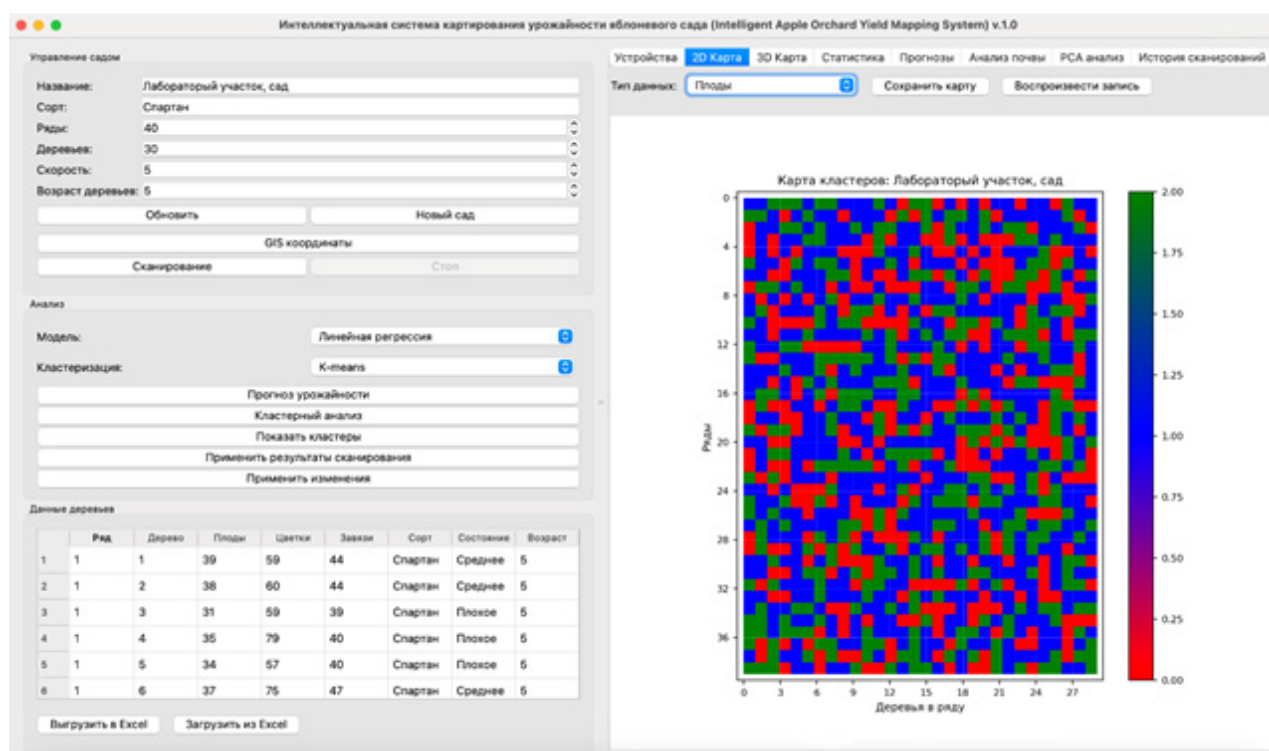 Интеллектуальная система картирования урожайности яблоневого сада (Intelligent Apple Orchard Yield Mapping System) v.1.0
Управление садом
Название: Лабораторый участок, сад
Сорт: Спартан
Ряды: 40
Деревьев: 30
Скорость: 5
Возраст деревьев: 5
Обновить Новый сад
GIS координаты
Сканирование Стоп
Анализ
Модель: Линейная регрессия
Кластеризация: K-means
Прогноз урожайности
Кластерный анализ
Показать кластеры
Применить результаты сканирования
Применить изменения
Данные деревьев
Ряд Дерево Плоды Цветки Завязи Сорт Состояние Возраст
1 1 1 39 59 44 Спартан Среднее 5
2 1 2 38 60 44 Спартан Среднее 5
3 1 3 31 59 39 Спартан Плохое 5
4 1 4 35 79 40 Спартан Плохое 5
5 1 5 34 57 40 Спартан Плохое 5
6 1 6 37 75 47 Спартан Среднее 5
Выгрузить в Excel Загрузить из Excel
Устройства 2D Карта 3D Карта Статистика Прогнозы Анализ почвы PCA анализ История сканирований
Тип данных: Плоды Сохранить карту Воспроизвести запись
Карта кластеров: Лабораторый участок, сад
0
4
8
12
16
20
24
28
32
36
Ряды
0 3 6 9 12 15 18 21 24 27
Деревья в ряду
2.00
1.75
1.50
1.25
1.00
0.75
0.50
0.25
0.00